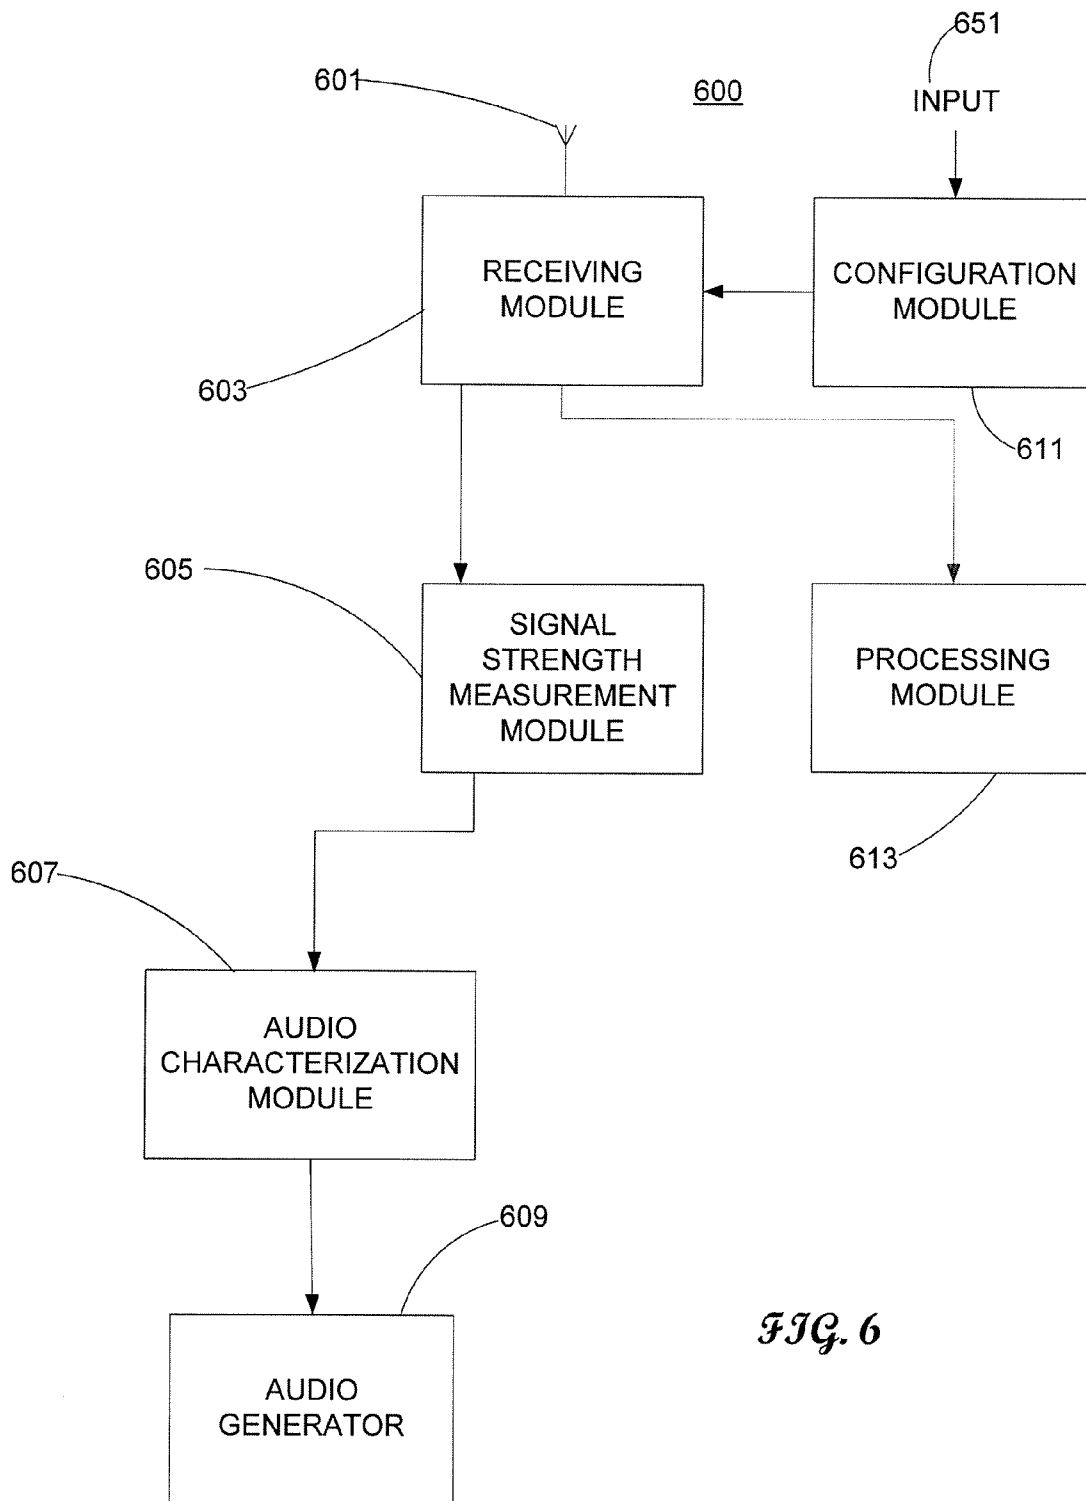 651
601
600
INPUT
RECEIVING
MODULE
CONFIGURATION
MODULE
603
611
605
SIGNAL
STRENGTH
MEASUREMENT
MODULE
PROCESSING
MODULE
613
607
AUDIO
CHARACTERIZATION
MODULE
609
FIG. 6
AUDIO
GENERATOR